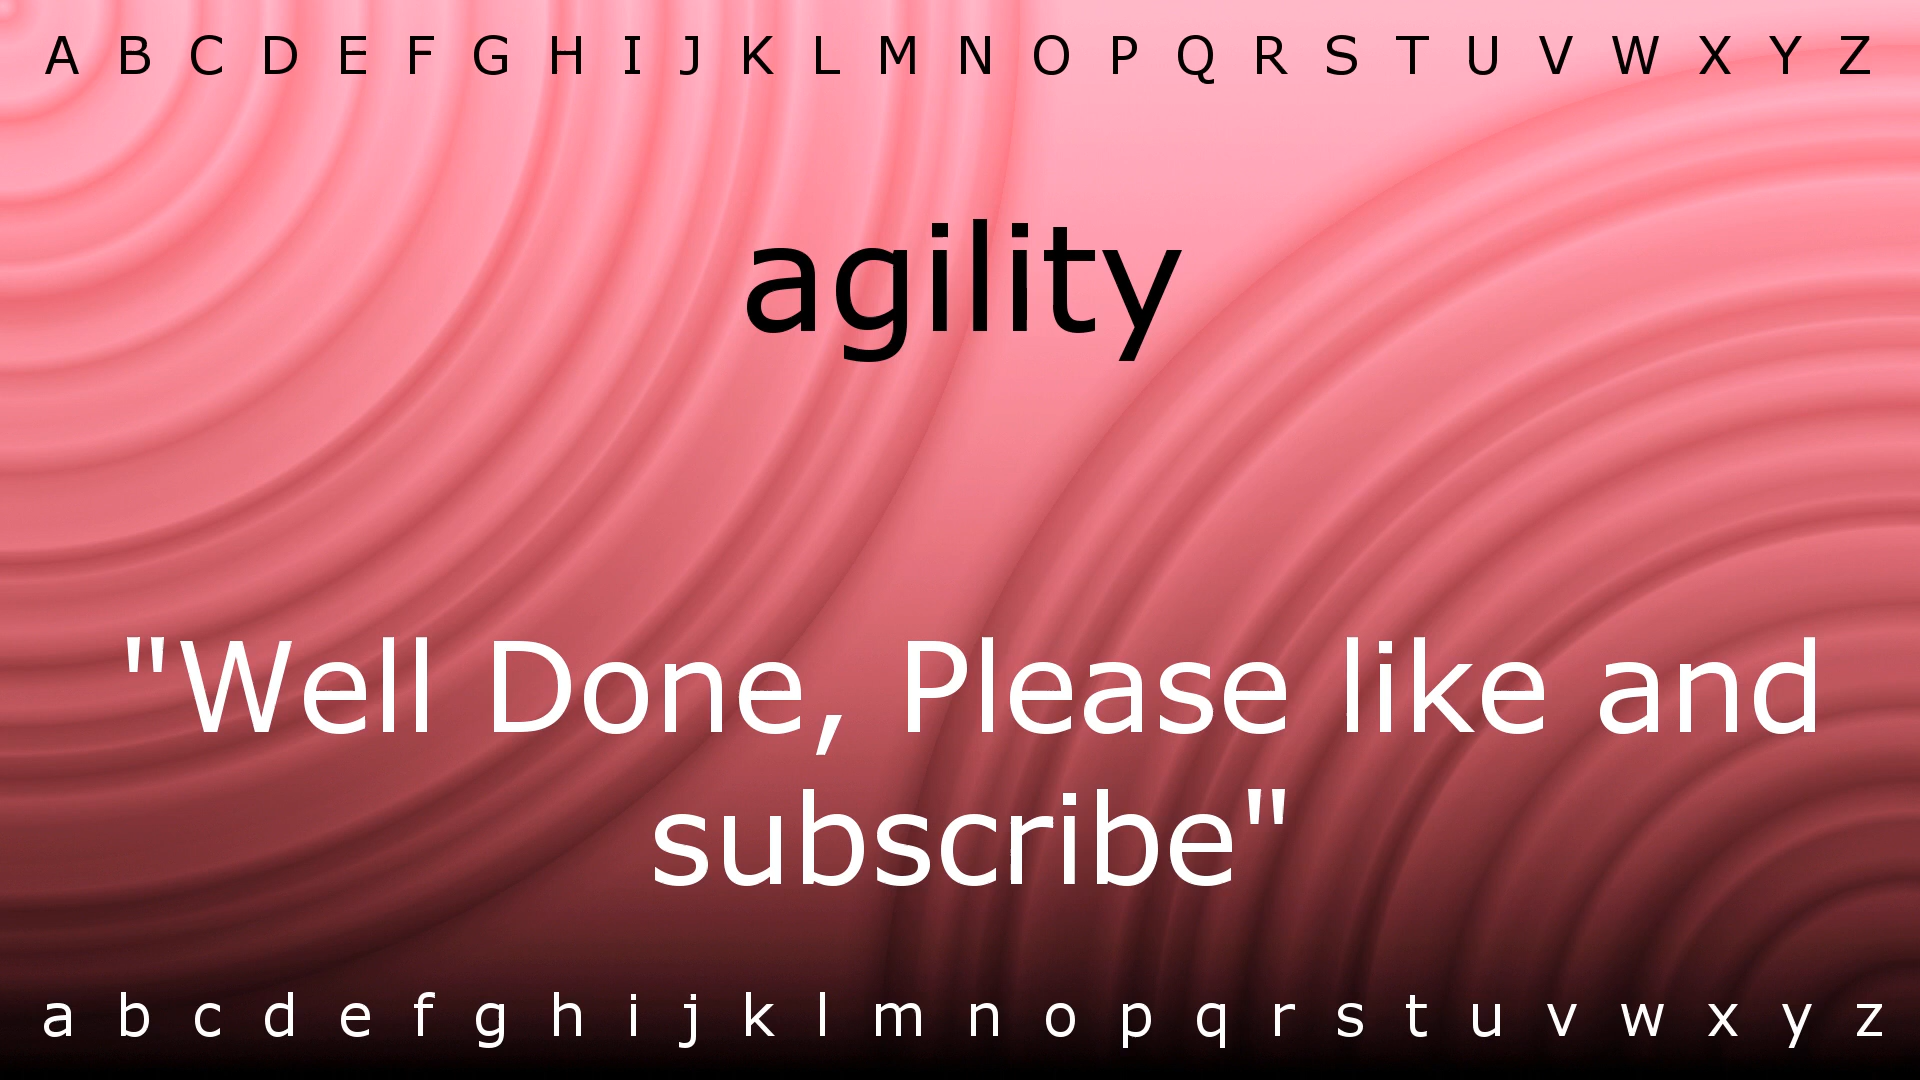 A B C D E F G H I J K L M N O P Q R S T U V W X Y Z
agility
"Well Done, Please like and
subscribe"
a b c d e f g h i j k l m n o p q r s t u v w x y z